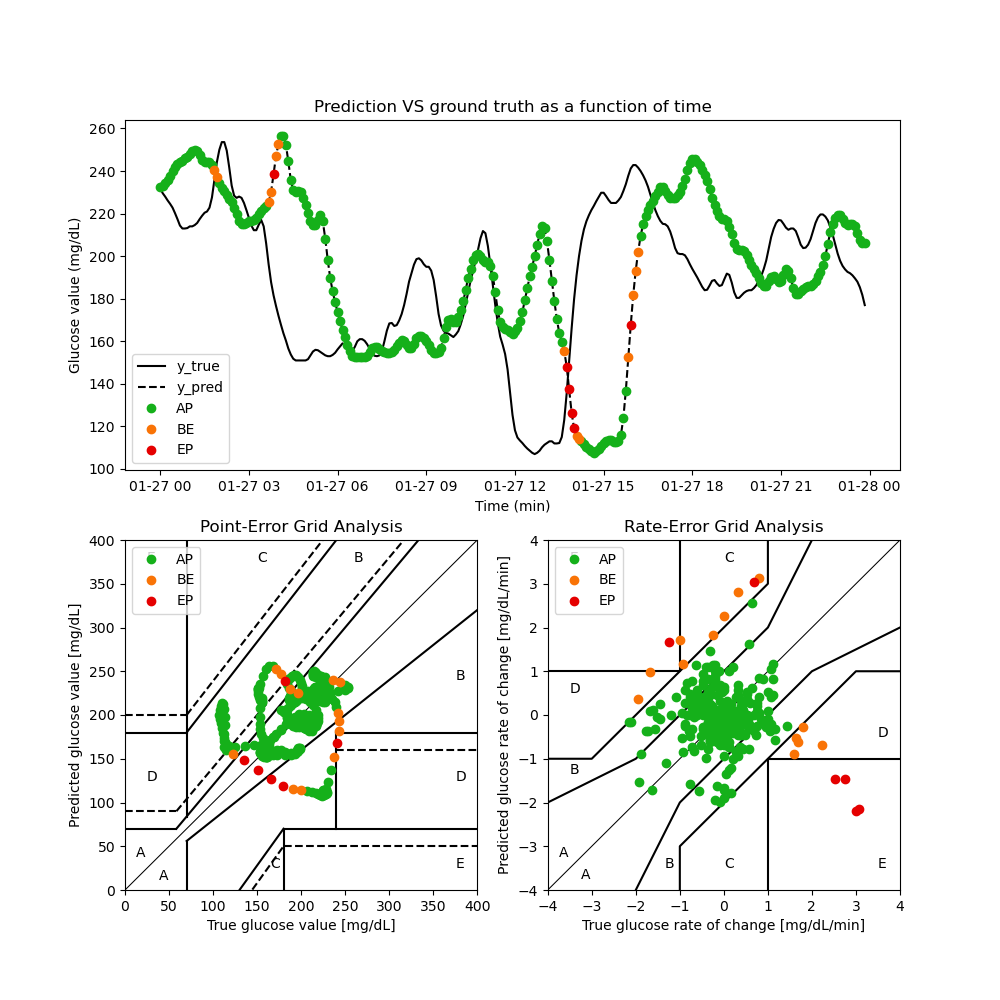 Prediction VS ground truth as a function of time
Glucose value (mg/dL)
260
240
220
200
180
160
140
120
100
y_true
y_pred
AP
BE
EP
01-27 00 01-27 03 01-27 06 01-27 09 01-27 12 01-27 15 01-27 18 01-27 21 01-28 00
Time (min)
Point-Error Grid Analysis
Predicted glucose value [mg/dL]
400
350
300
250
200
150
100
50
0
AP
BE
EP
C B
B
D D
A
A C E
0 50 100 150 200 250 300 350 400
True glucose value [mg/dL]
Rate-Error Grid Analysis
Predicted glucose rate of change [mg/dL/min]
4
3
2
1
0
−1
−2
−3
−4
AP
BE
EP
C
D
D
B
A
A B C E
−4 −3 −2 −1 0 1 2 3 4
True glucose rate of change [mg/dL/min]